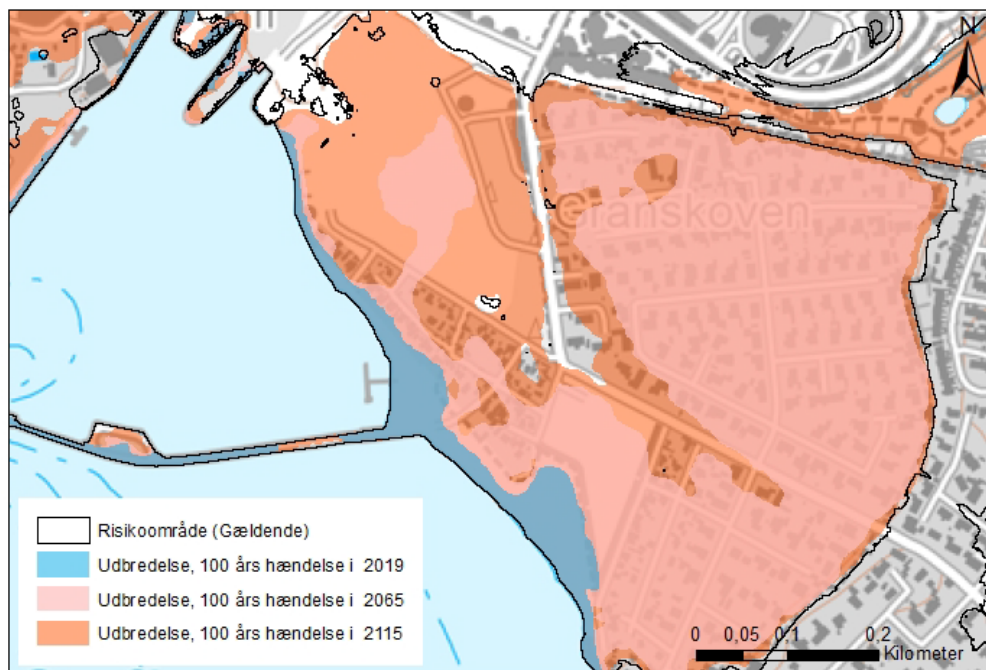 N
Granskoven
Risikoområde (Gældende)
Udbredelse, 100 års hændelse i 2019
Udbredelse, 100 års hændelse i 2065
Udbredelse, 100 års hændelse i 2115
0 0,05 0,1 0,2
Kilometer